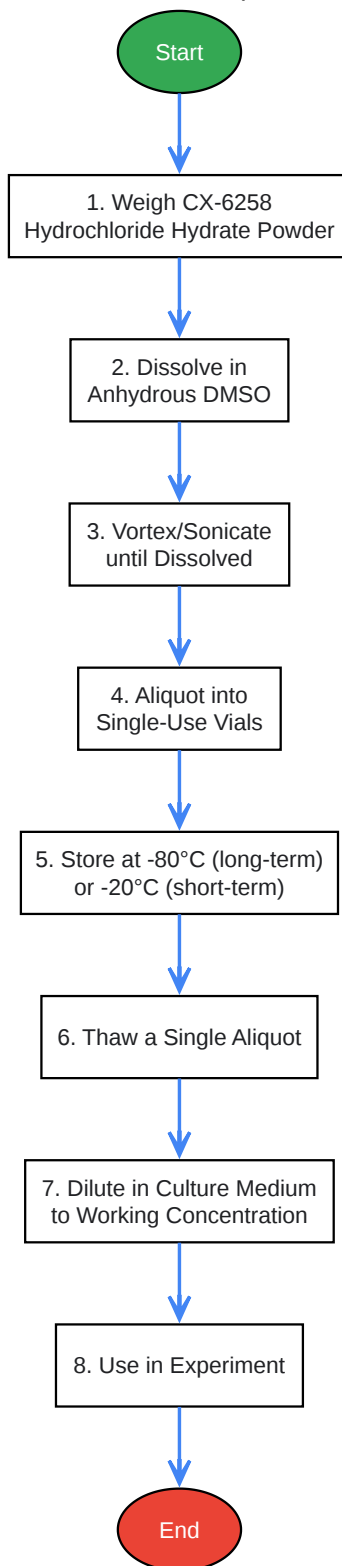 Start
1. Weigh CX-6258
Hydrochloride Hydrate Powder
2. Dissolve in
Anhydrous DMSO
3. Vortex/Sonicate
until Dissolved
4. Aliquot into
Single-Use Vials
5. Store at -80°C (long-term)
or -20°C (short-term)
6. Thaw a Single Aliquot
7. Dilute in Culture Medium
to Working Concentration
8. Use in Experiment
End